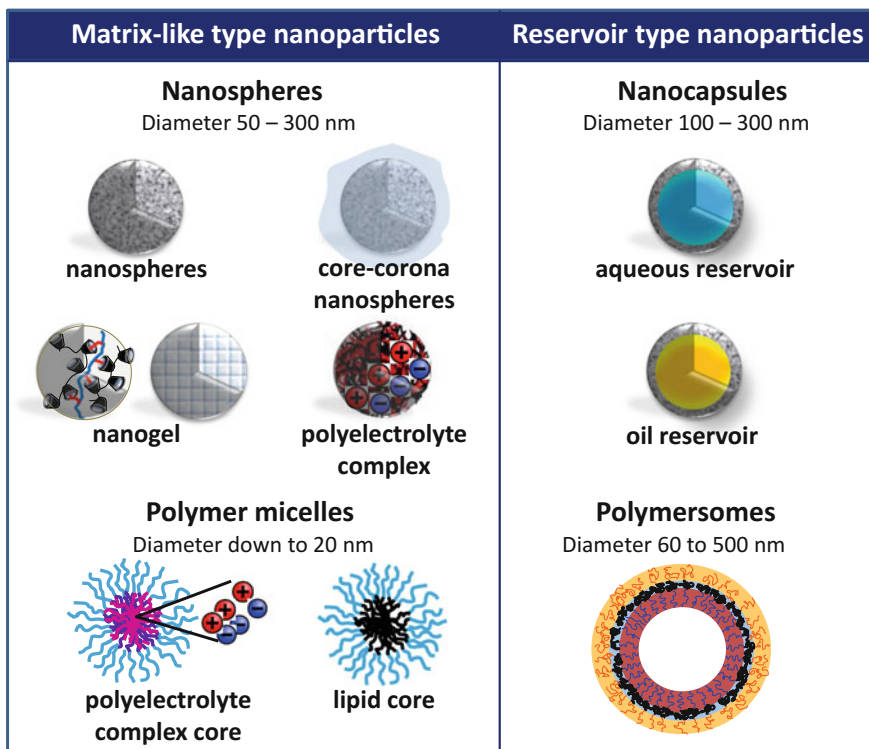 Matrix-like type nanoparticles
Reservoir type nanoparticles
Nanospheres
Diameter 50 – 300 nm
nanospheres
core-corona
nanospheres
nanogel
polyelectrolyte
complex
Polymer micelles
Diameter down to 20 nm
polyelectrolyte
complex core
lipid core
Nanocapsules
Diameter 100 – 300 nm
aqueous reservoir
oil reservoir
Polymersomes
Diameter 60 to 500 nm